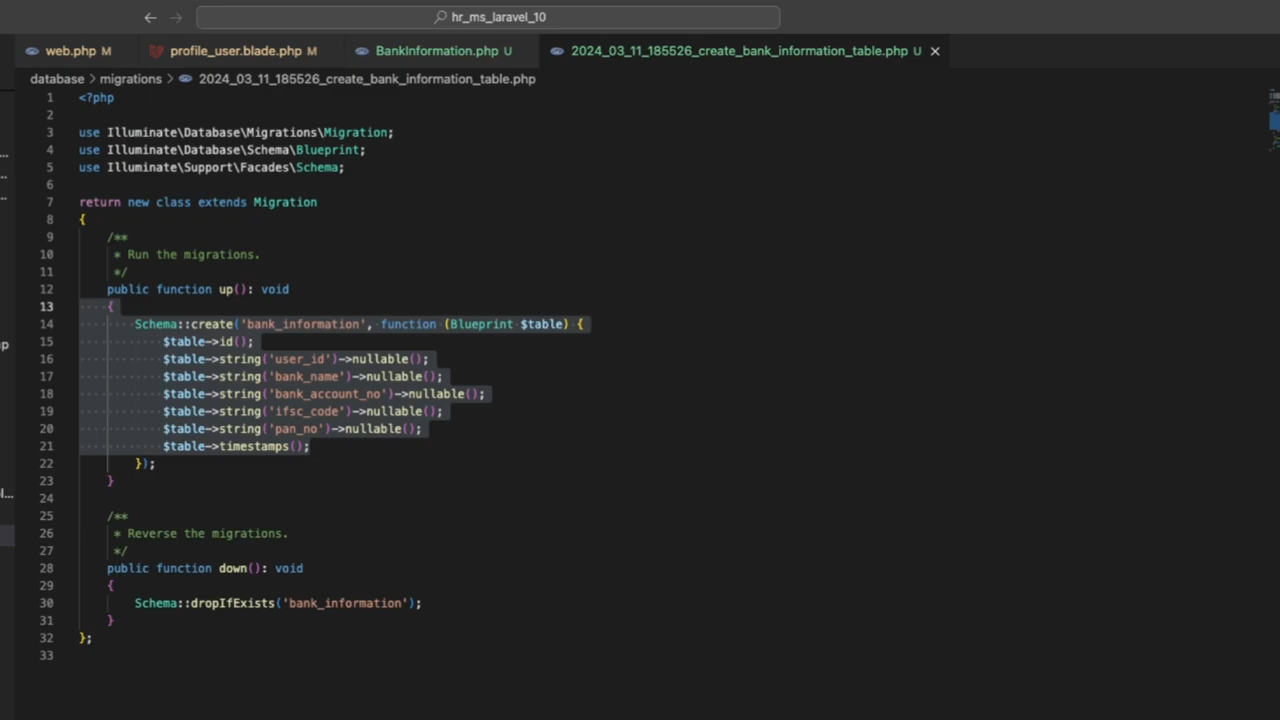 hr_ms_laravel_10
web.php M profile_user.blade.php M BankInformation.php U 2024_03_11_185526_create_bank_information_table.php U
database > migrations > 2024_03_11_185526_create_bank_information_table.php
1 <?php
2
3 use Illuminate\Database\Migrations\Migration;
4 use Illuminate\Database\Schema\Blueprint;
5 use Illuminate\Support\Facades\Schema;
6
7 return new class extends Migration
8 {
9 /**
10 * Run the migrations.
11 */
12 public function up(): void
13 {
14 Schema::create('bank_information', function (Blueprint $table) {
15 $table->id();
16 $table->string('user_id')->nullable();
17 $table->string('bank_name')->nullable();
18 $table->string('bank_account_no')->nullable();
19 $table->string('ifsc_code')->nullable();
20 $table->string('pan_no')->nullable();
21 $table->timestamps();
22 });
23 }
24
25 /**
26 * Reverse the migrations.
27 */
28 public function down(): void
29 {
30 Schema::dropIfExists('bank_information');
31 }
32 };
33